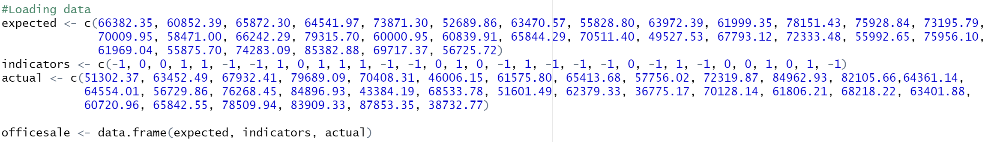 #Loading data
expected <- c(66382.35, 60852.39, 65872.30, 64541.97, 73871.30, 52689.86, 63470.57, 55828.80, 63972.39, 61999.35, 78151.43, 75928.84, 73195.79,
70009.95, 58471.00, 66242.29, 79315.70, 60000.95, 60839.91, 65844.29, 70511.40, 49527.53, 67793.12, 72333.48, 55992.65, 75956.10,
61969.04, 55875.70, 74283.09, 85382.88, 69717.37, 56725.72)
indicators <- c(-1, 0, 0, 1, 1, -1, -1, 1, 0, 1, 1, 1, -1, -1, 0, 1, 0, -1, 1, -1, -1, -1, 0, -1, 1, -1, 0, 0, 1, 0, 1, -1)
actual <- c(51302.37, 63452.49, 67932.41, 79689.09, 70408.31, 46006.15, 61575.80, 65413.68, 57756.02, 72319.87, 84962.93, 82105.66,64361.14,
64554.01, 56729.86, 76268.45, 84896.93, 43384.19, 68533.78, 51601.49, 62379.33, 36775.17, 70128.14, 61806.21, 68218.22, 63401.88,
60720.96, 65842.55, 78509.94, 83909.33, 87853.35, 38732.77)
officesale <- data.frame(expected, indicators, actual)